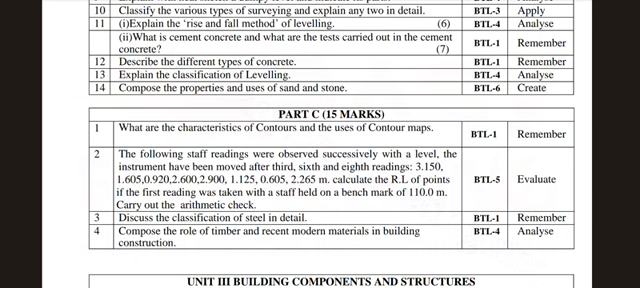 10 Classify the various types of surveying and explain any two in detail. BTL-3 Apply
11 (i)Explain the ‘rise and fall method’ of levelling. (6) BTL-4 Analyse
(ii)What is cement concrete and what are the tests carried out in the cement
concrete? (7) BTL-1 Remember
12 Describe the different types of concrete. BTL-1 Remember
13 Explain the classification of Levelling. BTL-4 Analyse
14 Compose the properties and uses of sand and stone. BTL-6 Create
PART C (15 MARKS)
1 What are the characteristics of Contours and the uses of Contour maps. BTL-1 Remember
2 The following staff readings were observed successively with a level, the
instrument have been moved after third, sixth and eighth readings: 3.150,
1.605,0.920,2.600,2.900, 1.125, 0.605, 2.265 m. calculate the R.L of points BTL-5 Evaluate
if the first reading was taken with a staff held on a bench mark of 110.0 m.
Carry out the arithmetic check.
3 Discuss the classification of steel in detail. BTL-1 Remember
4 Compose the role of timber and recent modern materials in building BTL-4 Analyse
construction.
UNIT III BUILDING COMPONENTS AND STRUCTURES